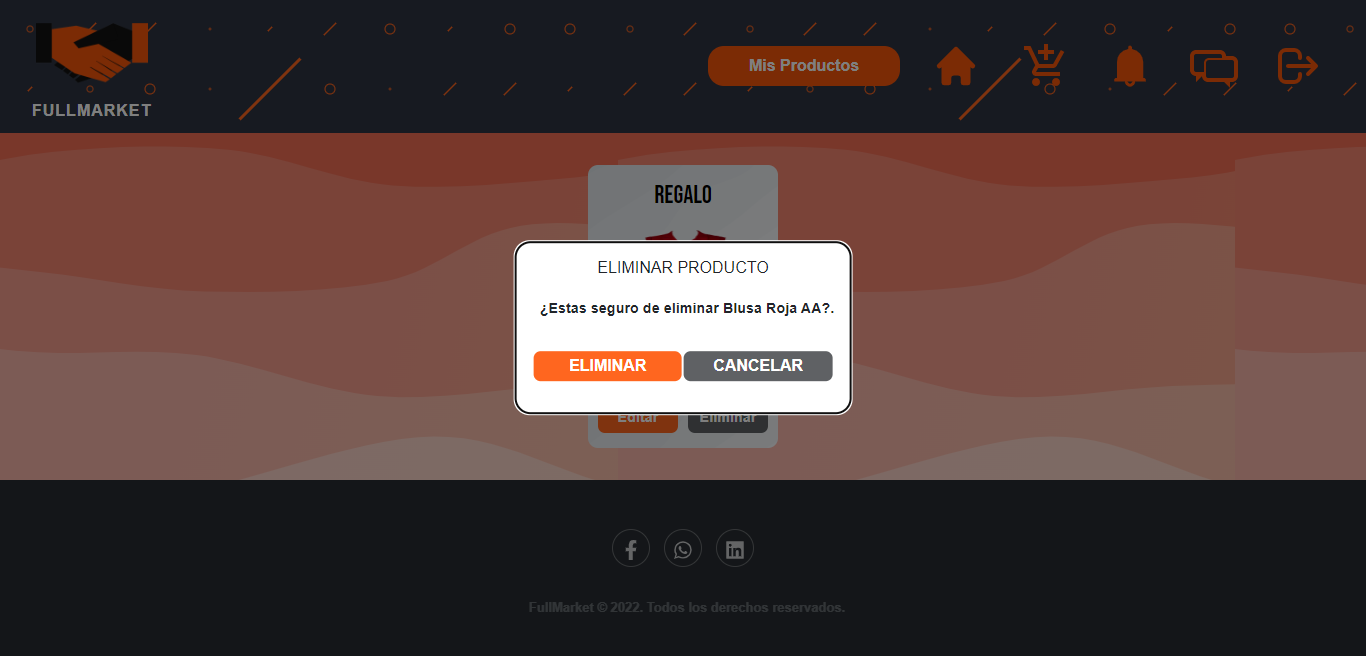 FULLMARKET
Mis Productos
REGALO
ELIMINAR PRODUCTO
¿Estas seguro de eliminar Blusa Roja AA?.
ELIMINAR CANCELAR
Editar Eliminar
FullMarket © 2022. Todos los derechos reservados.